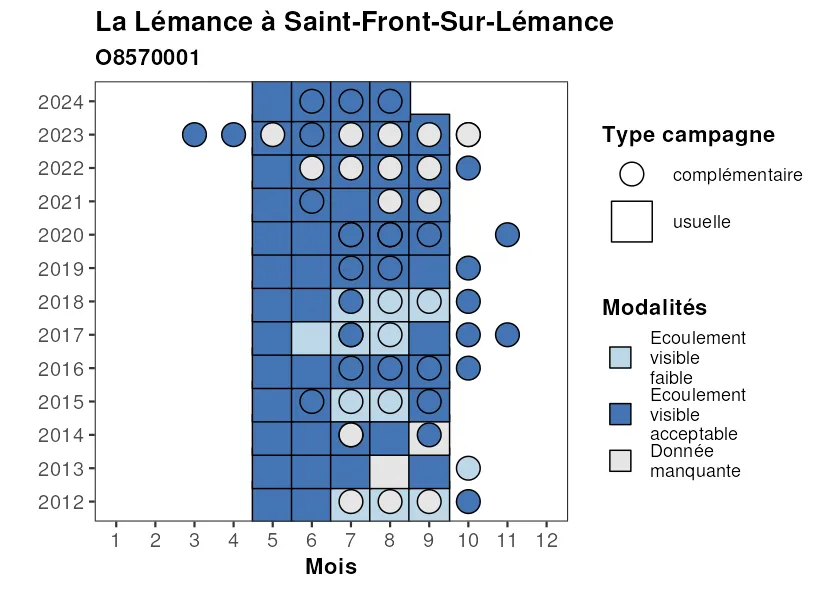 La Lémance à Saint-Front-Sur-Lémance
O8570001
2024
2023
2022
2021
2020
2019
2018
2017
2016
2015
2014
2013
2012
1 2 3 4 5 6 7 8 9 10 11 12
Mois
Type campagne
complémentaire
usuelle
Modalités
Ecoulement
visible
faible
Ecoulement
visible
acceptable
Donnée
manquante